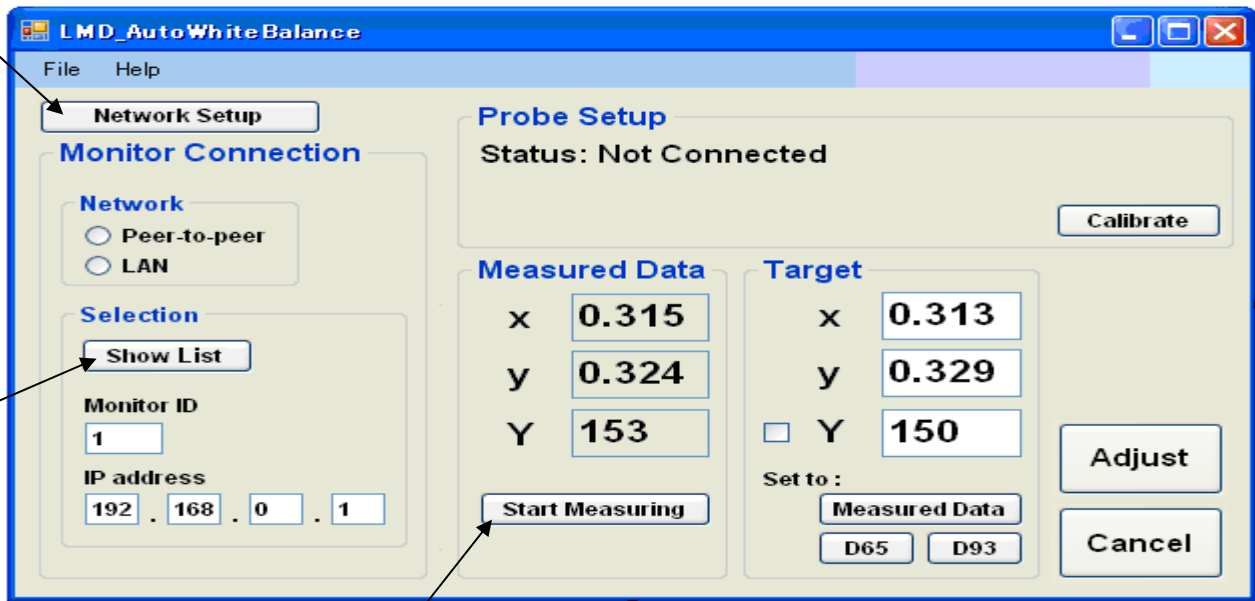 LMD_AutoWhiteBalance
File Help
Network Setup
Monitor Connection
Network
Peer-to-peer
LAN
Selection
Show List
Monitor ID
1
IP address
192 . 168 . 0 . 1
Probe Setup
Status: Not Connected
Calibrate
Measured Data
x 0.315
y 0.324
Y 153
Start Measuring
Target
x 0.313
y 0.329
Y 150
Set to :
Measured Data
D65 D93
Adjust
Cancel